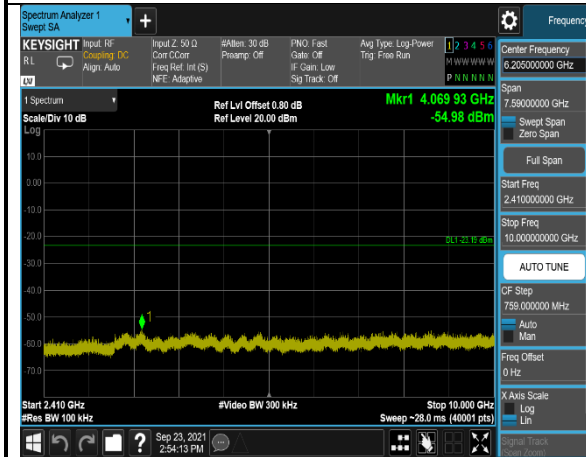 Spectrum Analyzer 1
Swept SA
+
Frequency
KEYSIGHT
RL
LXI
Input: RF
Coupling: DC
Align: Auto
Input Z: 50 Ω
Corr CCorr
Freq Ref: Int (S)
NFE: Adaptive
#Atten: 30 dB
Preamp: Off
PNO: Fast
Gate: Off
IF Gain: Low
Sig Track: Off
Avg Type: Log-Power
Trig: Free Run
1 2 3 4 5 6
M W W W W W
P N N N N N
1 Spectrum
Scale/Div 10 dB
Ref Lvl Offset 0.80 dB
Ref Level 20.00 dBm
Mkr1 4.069 93 GHz
-54.98 dBm
Log
10.0
0.00
-10.0
-20.0
-30.0
-40.0
-50.0
-60.0
-70.0
1
Start 2.410 GHz
#Res BW 100 kHz
#Video BW 300 kHz
Stop 10.000 GHz
Sweep ~28.0 ms (40001 pts)
?
Sep 23, 2021
2:54:13 PM
Center Frequency
6.205000000 GHz
Span
7.59000000 GHz
Swept Span
Zero Span
Full Span
Start Freq
2.410000000 GHz
Stop Freq
10.000000000 GHz
AUTO TUNE
CF Step
759.000000 MHz
Auto
Man
Freq Offset
0 Hz
X Axis Scale
Log
Lin
Signal Track
(Span Zoom)